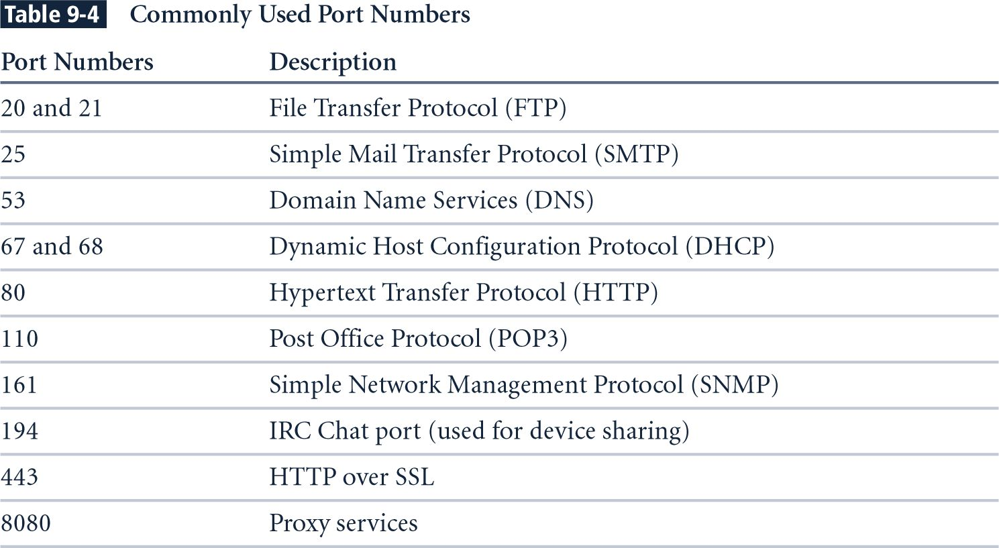 Table 9-4 Commonly Used Port Numbers
Port Numbers Description
20 and 21 File Transfer Protocol (FTP)
25 Simple Mail Transfer Protocol (SMTP)
53 Domain Name Services (DNS)
67 and 68 Dynamic Host Configuration Protocol (DHCP)
80 Hypertext Transfer Protocol (HTTP)
110 Post Office Protocol (POP3)
161 Simple Network Management Protocol (SNMP)
194 IRC Chat port (used for device sharing)
443 HTTP over SSL
8080 Proxy services